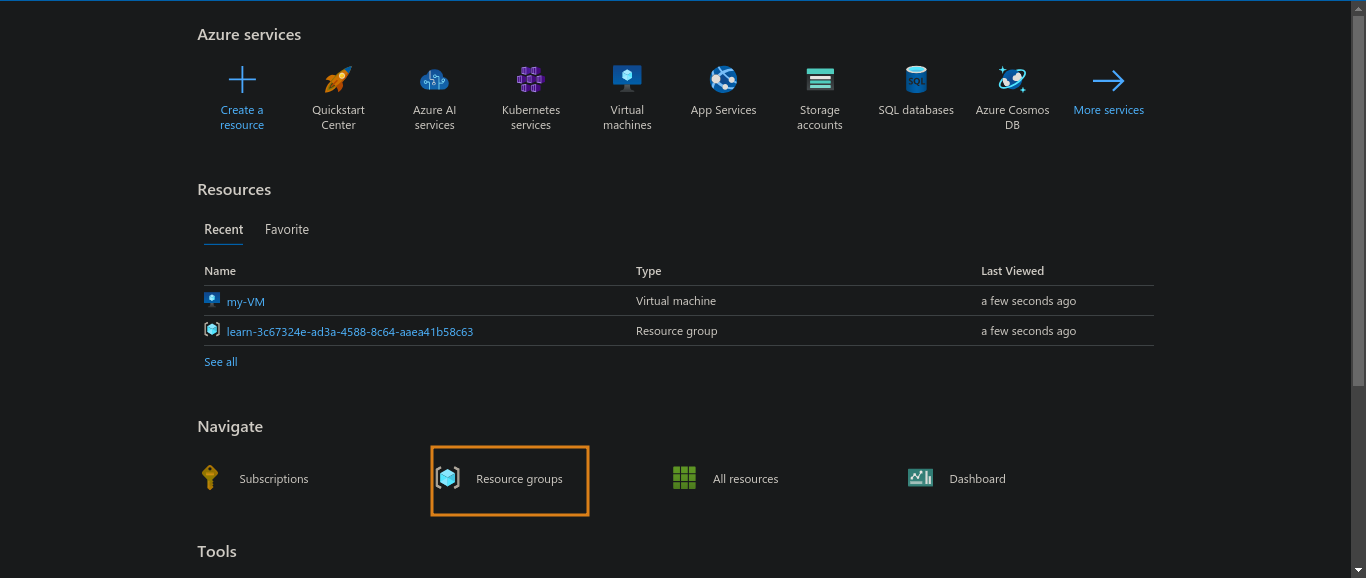 Azure services
Create a
resource
Quickstart
Center
Azure AI
services
Kubernetes
services
Virtual
machines
App Services
Storage
accounts
SQL
SQL databases
Azure Cosmos
DB
More services
Resources
Recent Favorite
Name Type Last Viewed
my-VM Virtual machine a few seconds ago
learn-3c67324e-ad3a-4588-8c64-aaea41b58c63 Resource group a few seconds ago
See all
Navigate
Subscriptions Resource groups All resources Dashboard
Tools